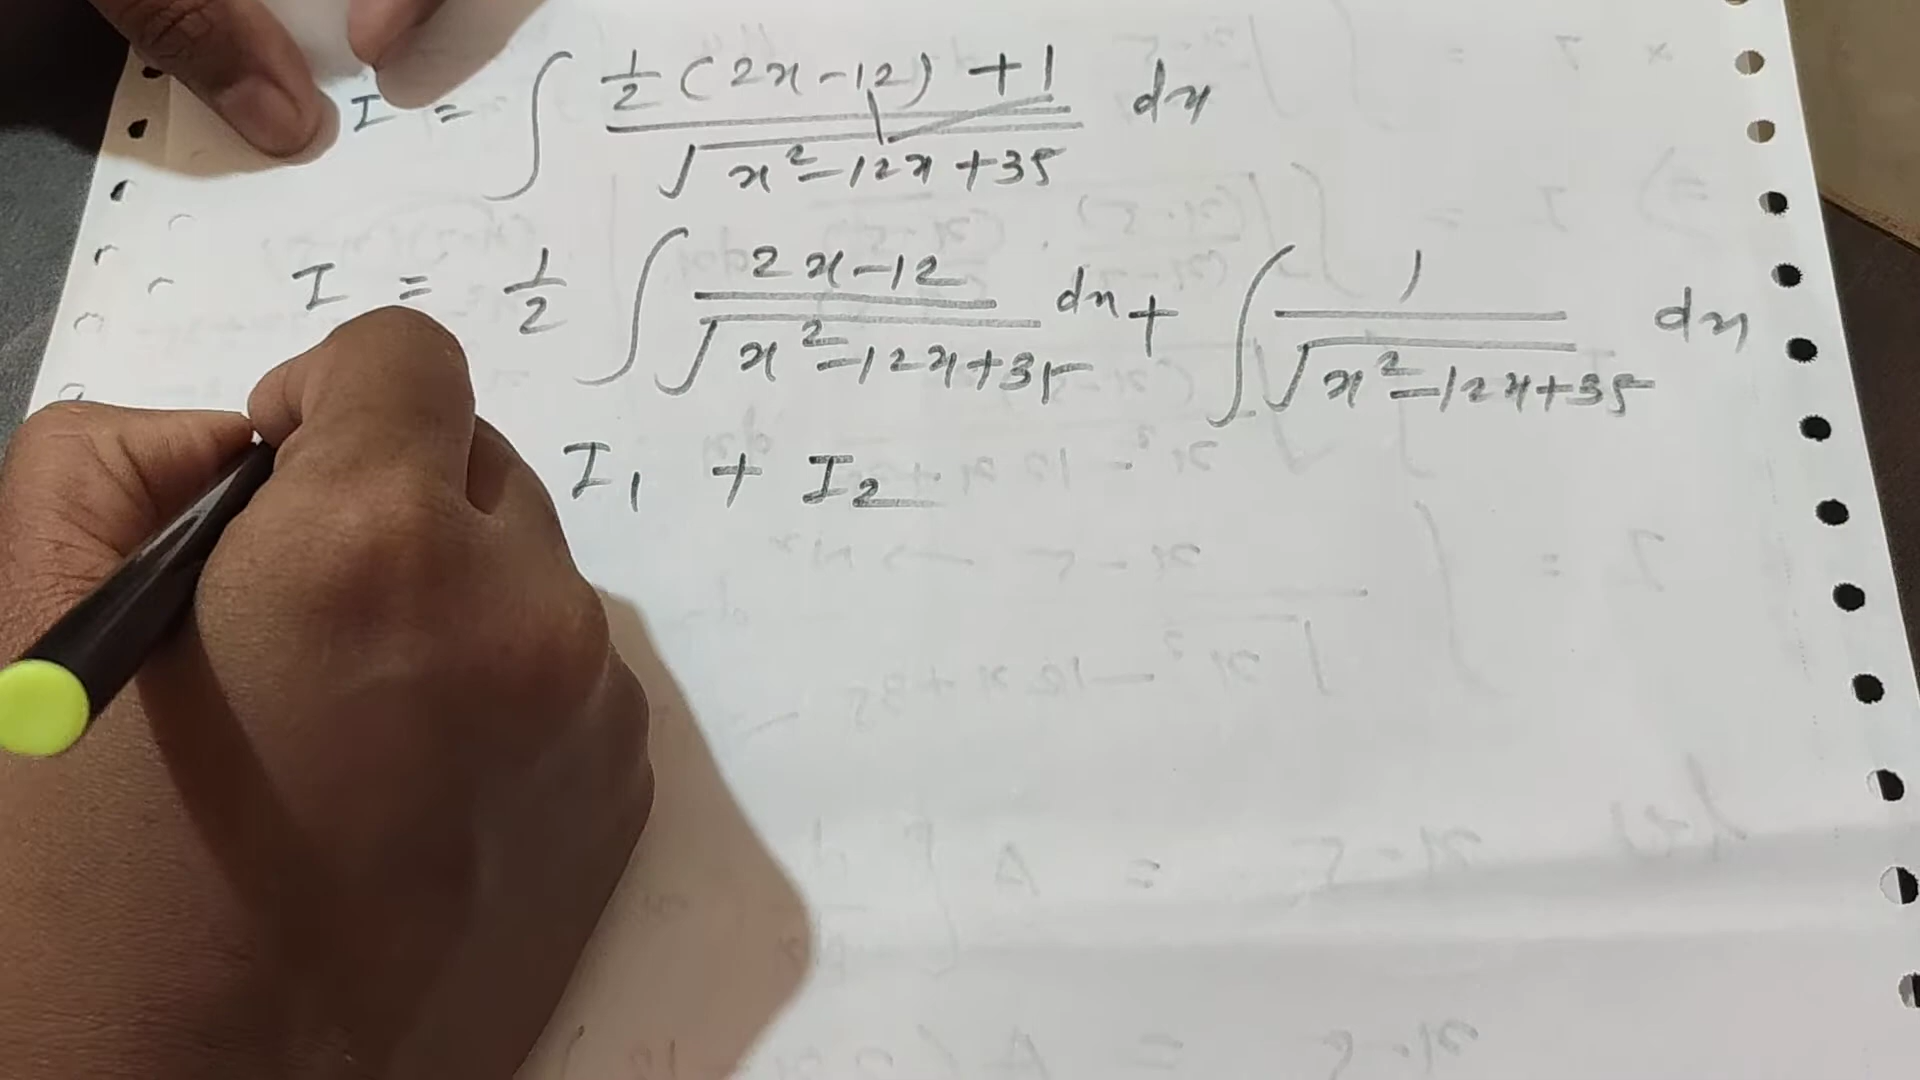 I = ∫ ½(2x-12) +1 / √(x²-12x+35) dx
I = ½ ∫ 2x-12 / √(x²-12x+35) dx + ∫ 1 / √(x²-12x+35) dx
I₁ + I₂